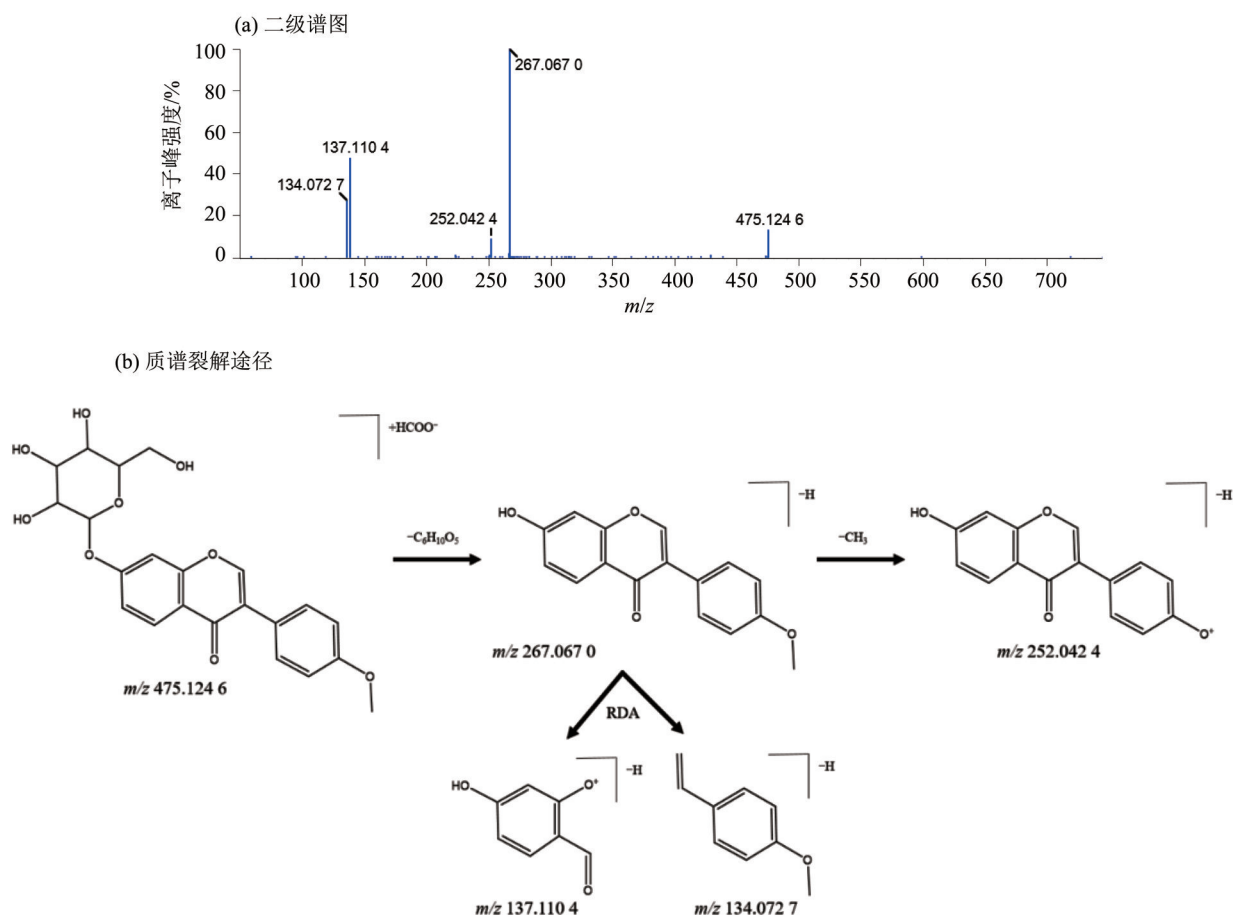 (a) 二级谱图
离子峰强度/%
100
80
60
40
20
0
267.067 0
137.110 4
134.072 7
252.042 4
475.124 6
100 150 200 250 300 350 400 450 500 550 600 650 700
m/z
(b) 质谱裂解途径
HO
HO
HO
OH
O
O
O
O
O
+HCOO⁻
m/z 475.124 6
−C₆H₁₀O₅
HO
O
O
O
−H
m/z 267.067 0
−CH₃
HO
O
O
O⁺
−H
m/z 252.042 4
RDA
HO
O⁺
O
−H
m/z 137.110 4
O
−H
m/z 134.072 7